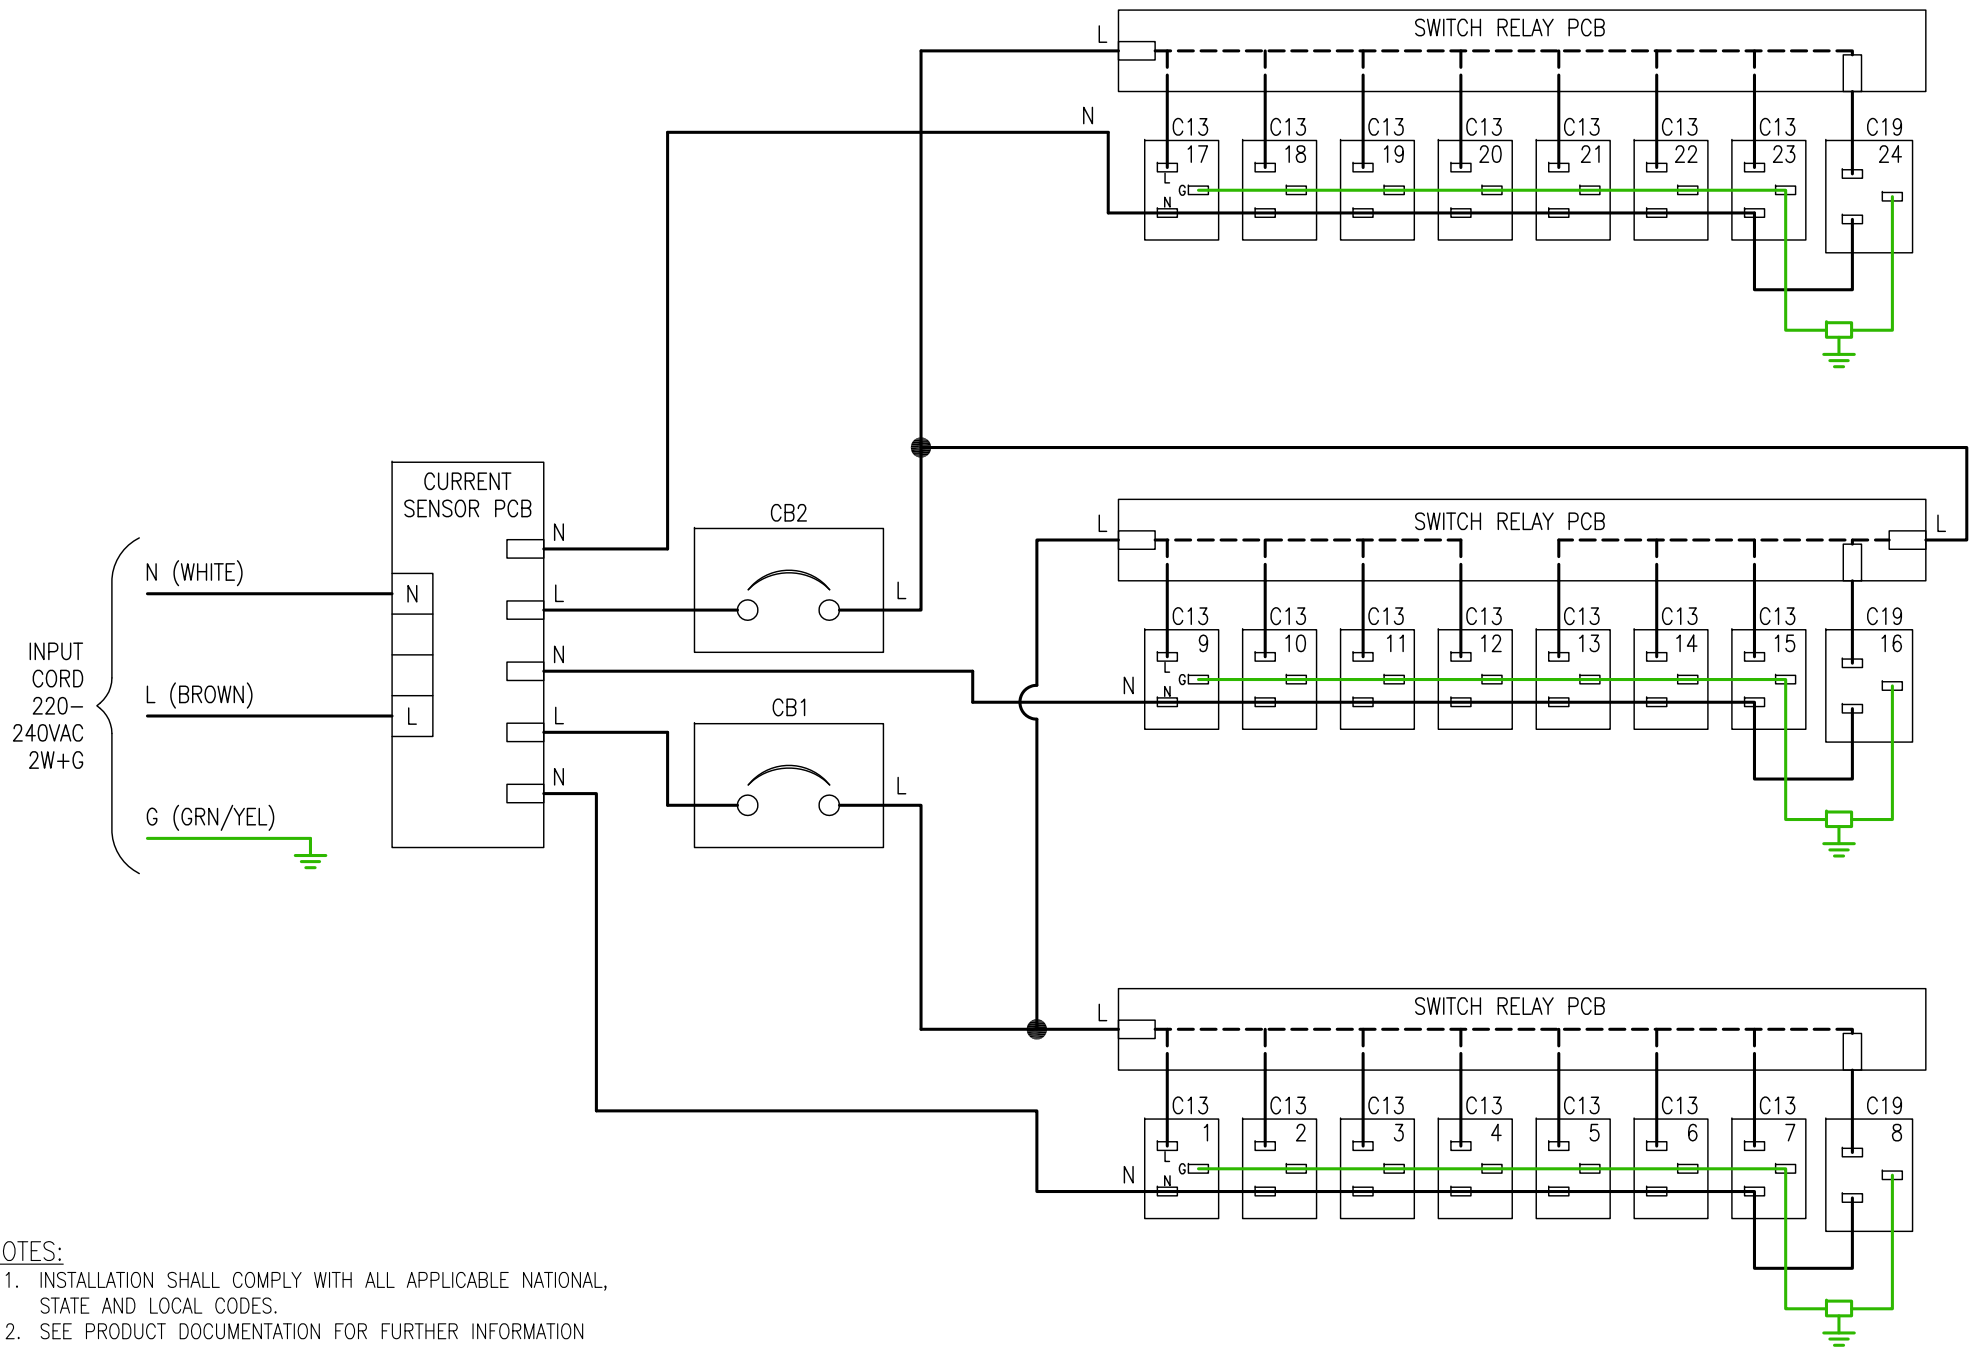 SWITCH RELAY PCB
L
N
C13 C13 C13 C13 C13 C13 C13 C19
17 18 19 20 21 22 23 24
L
G
N
CURRENT
SENSOR PCB
N
L
N
L
N
N
L
CB2
L
CB1
L
INPUT
CORD
220-
240VAC
2W+G
N (WHITE)
L (BROWN)
G (GRN/YEL)
SWITCH RELAY PCB
L
L
N
C13 C13 C13 C13 C13 C13 C13 C19
9 10 11 12 13 14 15 16
L
G
N
SWITCH RELAY PCB
L
N
C13 C13 C13 C13 C13 C13 C13 C19
1 2 3 4 5 6 7 8
L
G
N
OTES:
1. INSTALLATION SHALL COMPLY WITH ALL APPLICABLE NATIONAL,
STATE AND LOCAL CODES.
2. SEE PRODUCT DOCUMENTATION FOR FURTHER INFORMATION